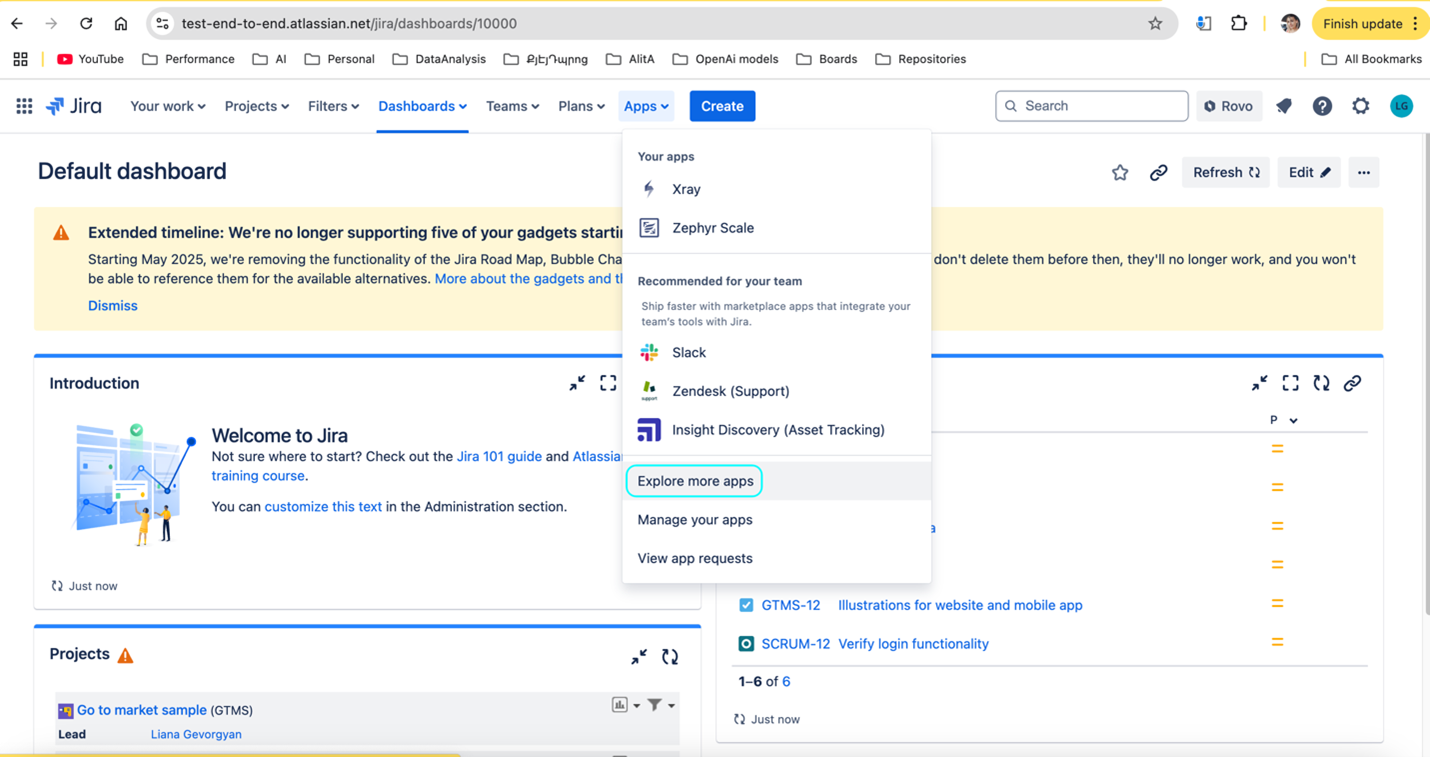 test-end-to-end.atlassian.net/jira/dashboards/10000
Finish update
YouTube
Performance
AI
Personal
DataAnalysis
ՔյէյԴպրոց
AlitA
OpenAi models
Boards
Repositories
All Bookmarks
Jira
Your work
Projects
Filters
Dashboards
Teams
Plans
Apps
Create
Search
Rovo
LG
Default dashboard
Refresh
Edit
Extended timeline: We're no longer supporting five of your gadgets
Starting May 2025, we're removing the functionality of the Jira Road Map, Bubble
don't delete them before then, they'll no longer work, and you won't
be able to reference them for the available alternatives. More about the gadgets and
Dismiss
Your apps
Xray
Zephyr Scale
Recommended for your team
Ship faster with marketplace apps that integrate your
team's tools with Jira.
Slack
support
Zendesk (Support)
Insight Discovery (Asset Tracking)
Explore more apps
Manage your apps
View app requests
Introduction
Welcome to Jira
Not sure where to start? Check out the Jira 101 guide and Atlassian
training course.
You can customize this text in the Administration section.
Just now
P
a
GTMS-12 Illustrations for website and mobile app
SCRUM-12 Verify login functionality
1–6 of 6
Just now
Projects
Go to market sample (GTMS)
Lead Liana Gevorgyan